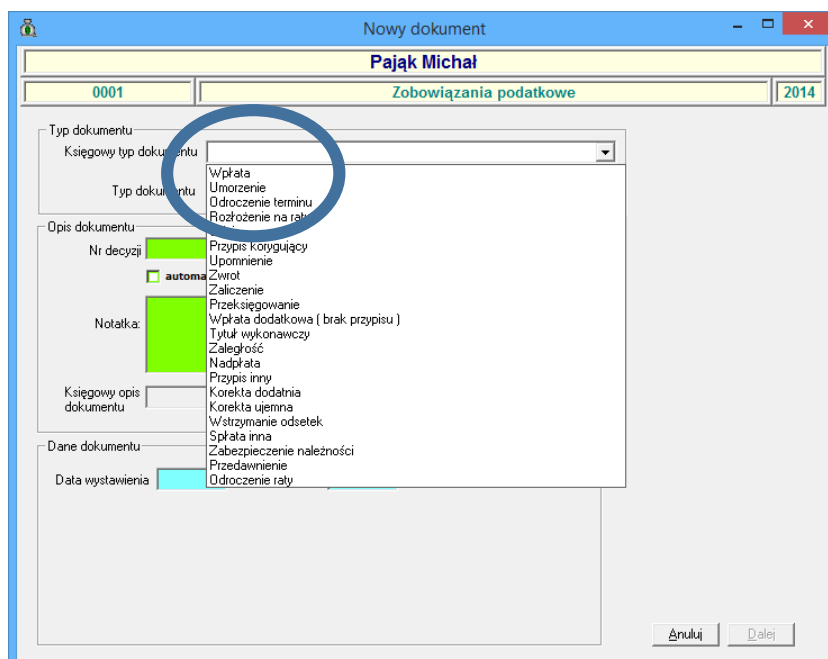 Nowy dokument
Pająk Michał
0001 Zobowiązania podatkowe 2014
Typ dokumentu
Księgowy typ dokumentu
Typ dokumentu
Wpłata
Umorzenie
Odroczenie terminu
Rozłożenie na raty
Przypis korygujący
Upomnienie
Zwrot
Zaliczenie
Przeksięgowanie
Wpłata dodatkowa ( brak przypisu )
Tytuł wykonawczy
Zaległość
Nadpłata
Przypis inny
Korekta dodatnia
Korekta ujemna
Wstrzymanie odsetek
Spłata inna
Zabezpieczenie należności
Przedawnienie
Odroczenie raty
Opis dokumentu
Nr decyzji
Notatka:
Księgowy opis
dokumentu
Dane dokumentu
Data wystawienia
Anuluj Dalej